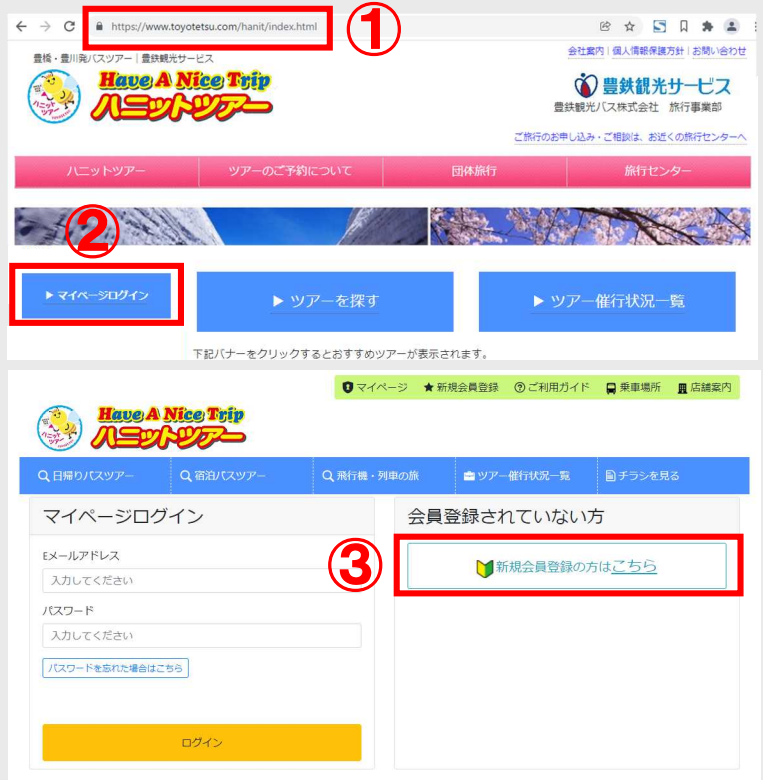 https://www.toyotetsu.com/hanit/index.html
①
豊橋・豊川発バスツアー｜豊鉄観光サービス
会社案内｜個人情報保護方針｜お問い合わせ
Have A Nice Trip
ハニットツアー
豊鉄観光サービス
豊鉄観光バス株式会社　旅行事業部
ご旅行のお申し込み・ご相談は、お近くの旅行センターへ
ハニットツアー　ツアーのご予約について　団体旅行　旅行センター
②
▶ マイページログイン
▶ ツアーを探す
▶ ツアー催行状況一覧
下記バナーをクリックするとおすすめツアーが表示されます。
マイページ　★新規会員登録　ご利用ガイド　乗車場所　店舗案内
Have A Nice Trip
ハニットツアー
日帰りバスツアー　宿泊バスツアー　飛行機・列車の旅　ツアー催行状況一覧　チラシを見る
マイページログイン
Eメールアドレス
入力してください
パスワード
入力してください
パスワードを忘れた場合はこちら
ログイン
会員登録されていない方
③
新規会員登録の方はこちら